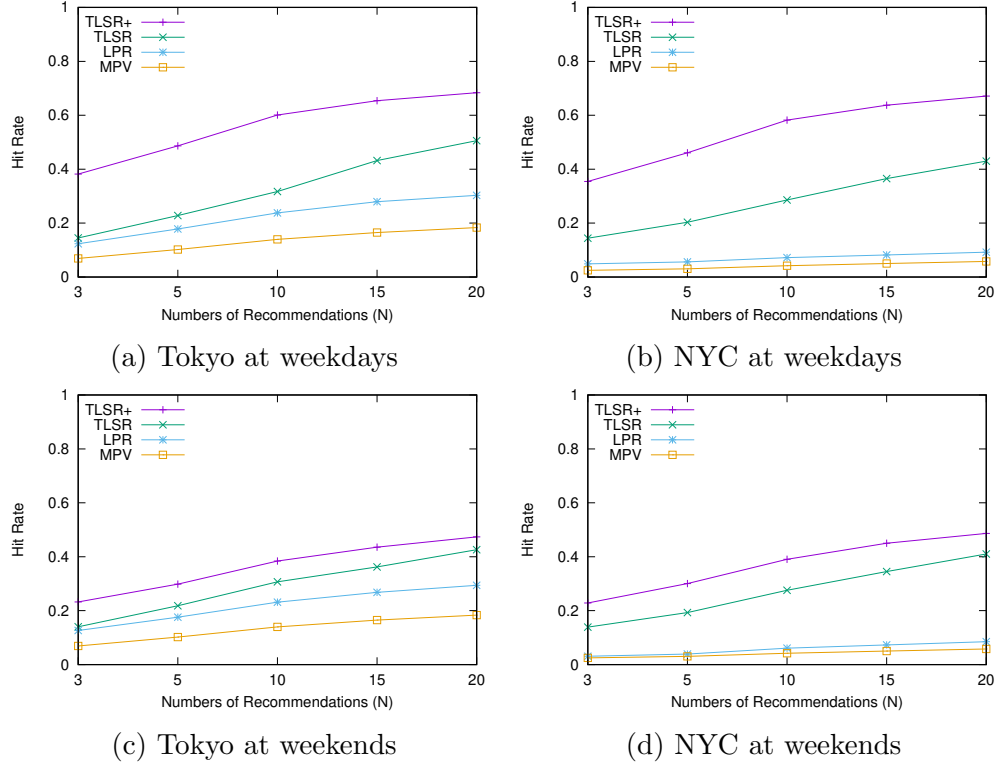 TLSR+
TLSR
LPR
MPV
1
0.8
0.6
0.4
0.2
0
Hit Rate
3 5 10 15 20
Numbers of Recommendations (N)
(a) Tokyo at weekdays
TLSR+
TLSR
LPR
MPV
1
0.8
0.6
0.4
0.2
0
Hit Rate
3 5 10 15 20
Numbers of Recommendations (N)
(b) NYC at weekdays
TLSR+
TLSR
LPR
MPV
1
0.8
0.6
0.4
0.2
0
Hit Rate
3 5 10 15 20
Numbers of Recommendations (N)
(c) Tokyo at weekends
TLSR+
TLSR
LPR
MPV
1
0.8
0.6
0.4
0.2
0
Hit Rate
3 5 10 15 20
Numbers of Recommendations (N)
(d) NYC at weekends